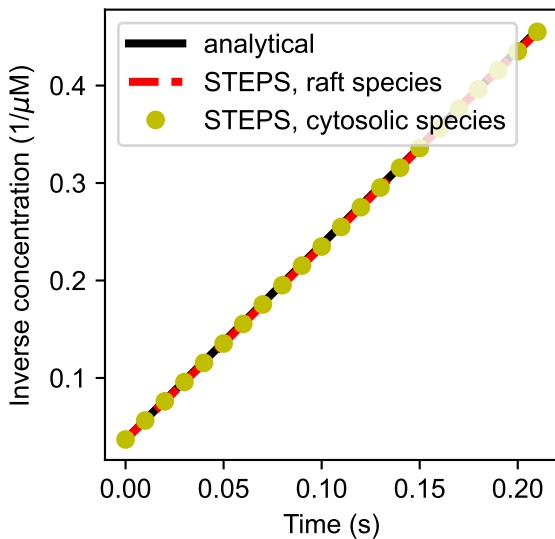 analytical
STEPS, raft species
STEPS, cytosolic species
Inverse concentration (1/μM)
0.4
0.3
0.2
0.1
0.00 0.05 0.10 0.15 0.20
Time (s)